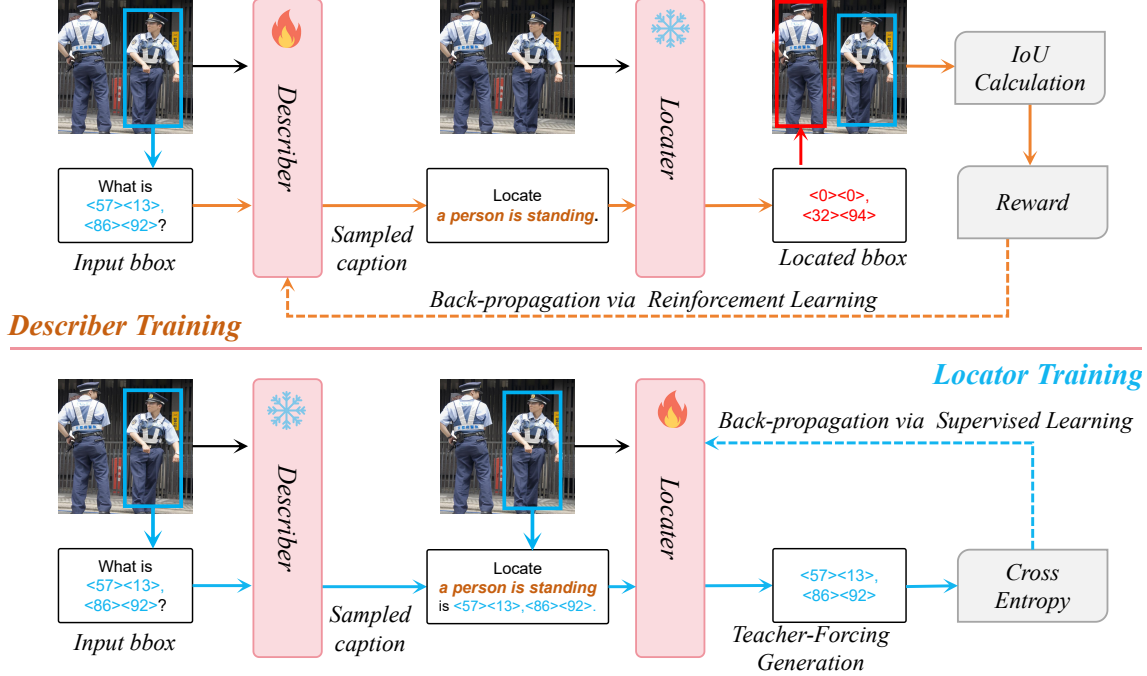 Describer
Locater
IoU
Calculation
What is
<57><13>,
<86><92>?
Input bbox
Sampled
caption
Locate
a person is standing.
<0><0>,
<32><94>
Located bbox
Reward
Back-propagation via Reinforcement Learning
Describer Training
Locator Training
Describer
Locater
Back-propagation via Supervised Learning
What is
<57><13>,
<86><92>?
Input bbox
Sampled
caption
Locate
a person is standing
is <57><13>,<86><92>.
<57><13>,
<86><92>
Teacher-Forcing
Generation
Cross
Entropy